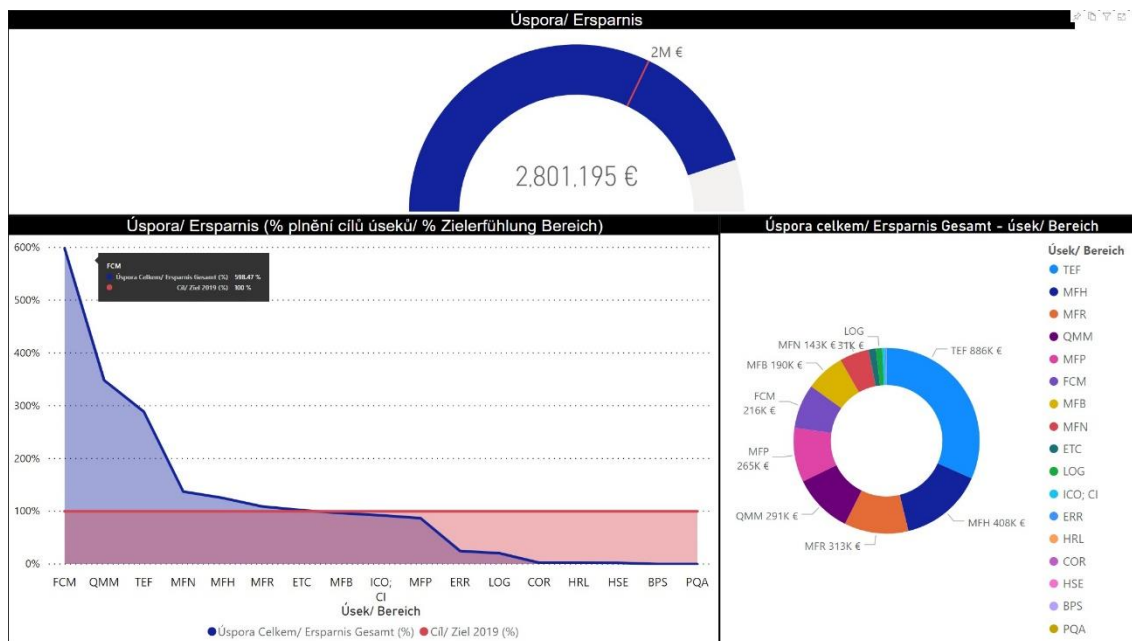 Úspora/ Ersparnis
2M €
2,801,195 €
Úspora/ Ersparnis (% plnění cílů úseků/ % Zielerfühlung Bereich)
600%
500%
400%
300%
200%
100%
0%
FCM
Úspora Celkem/ Ersparnis Gesamt (%) 598.47 %
Cíl/ Ziel 2019 (%) 100 %
FCM QMM TEF MFN MFH MFR ETC MFB ICO; CI MFP ERR LOG COR HRL HSE BPS PQA
Úsek/ Bereich
Úspora Celkem/ Ersparnis Gesamt (%) Cíl/ Ziel 2019 (%)
Úspora celkem/ Ersparnis Gesamt - úsek/ Bereich
LOG
31K €
MFN 143K €
MFB 190K €
FCM
216K €
MFP
265K €
QMM 291K €
MFR 313K €
MFH 408K €
TEF 886K €
Úsek/ Bereich
TEF
MFH
MFR
QMM
MFP
FCM
MFB
MFN
ETC
LOG
ICO; CI
ERR
HRL
COR
HSE
BPS
PQA